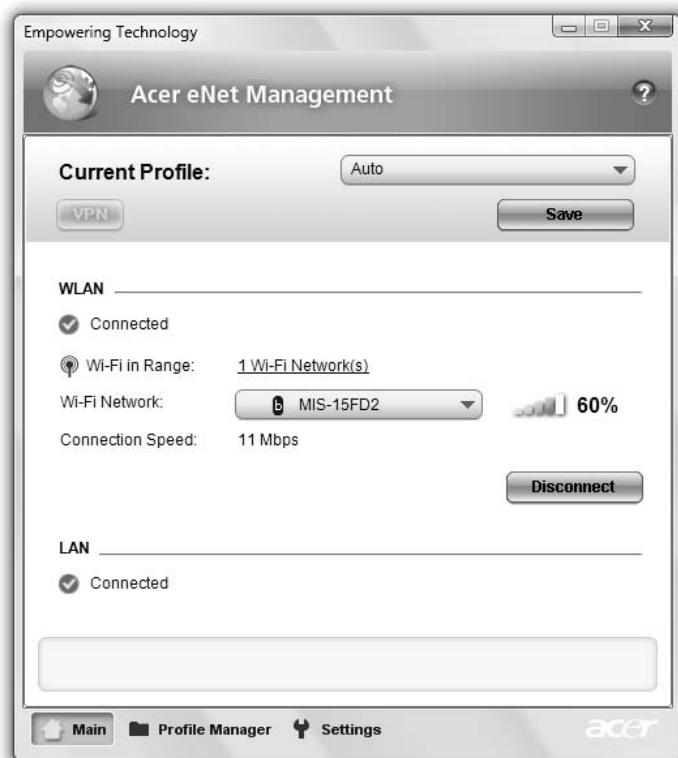 Empowering Technology
Acer eNet Management
?
Current Profile:
Auto
VPN
Save
WLAN
Connected
Wi-Fi in Range: 1 Wi-Fi Network(s)
Wi-Fi Network: b MIS-15FD2 60%
Connection Speed: 11 Mbps
Disconnect
LAN
Connected
Main Profile Manager Settings
acer